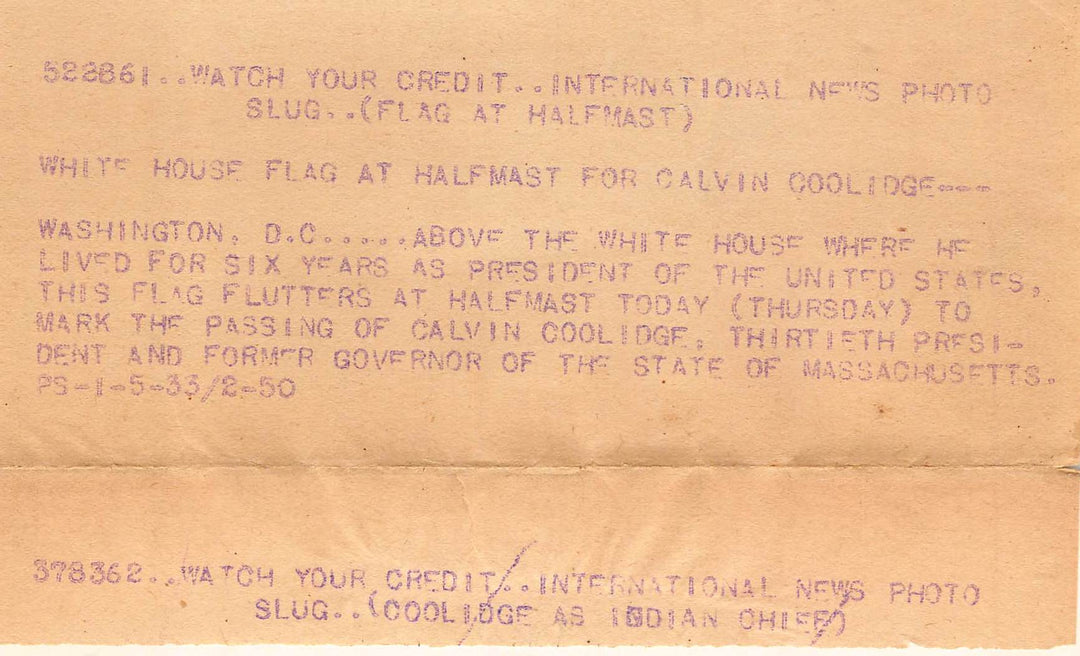 522861..WATCH YOUR CREDIT..INTERNATIONAL NEWS PHOTO
SLUG..(FLAG AT HALFMAST)
WHITE HOUSE FLAG AT HALFMAST FOR CALVIN COOLIDGE---
WASHINGTON, D.C.....ABOVE THE WHITE HOUSE WHERE HE
LIVED FOR SIX YEARS AS PRESIDENT OF THE UNITED STATES,
THIS FLAG FLUTTERS AT HALFMAST TODAY (THURSDAY) TO
MARK THE PASSING OF CALVIN COOLIDGE, THIRTIETH PRESI-
DENT AND FORMER GOVERNOR OF THE STATE OF MASSACHUSETTS.
PS-1-5-33/2-50
378362..WATCH YOUR CREDIT..INTERNATIONAL NEWS PHOTO
SLUG..(COOLIDGE AS INDIAN CHIEF)